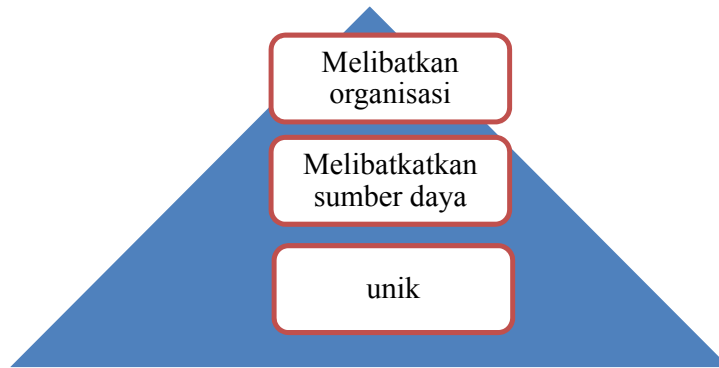 Melibatkan
organisasi
Melibatkatkan
sumber daya
unik